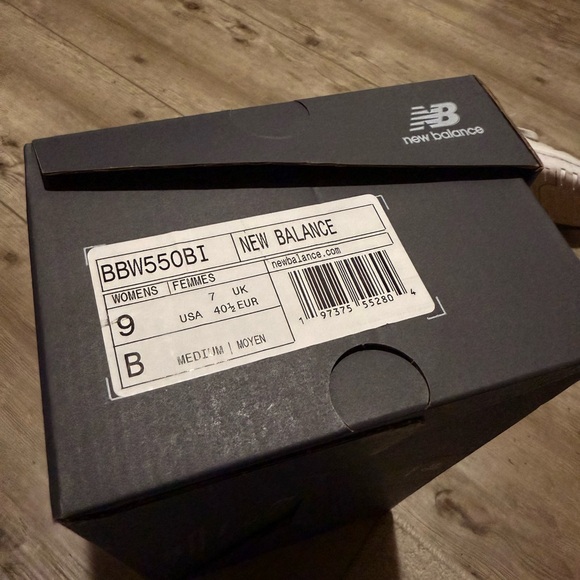 NB
new balance
BBW550BI
NEW BALANCE
WOMENS FEMMES
newbalance.com
9
7 UK
USA 40½ EUR
B
MEDIUM | MOYEN
1 97375 55280 4